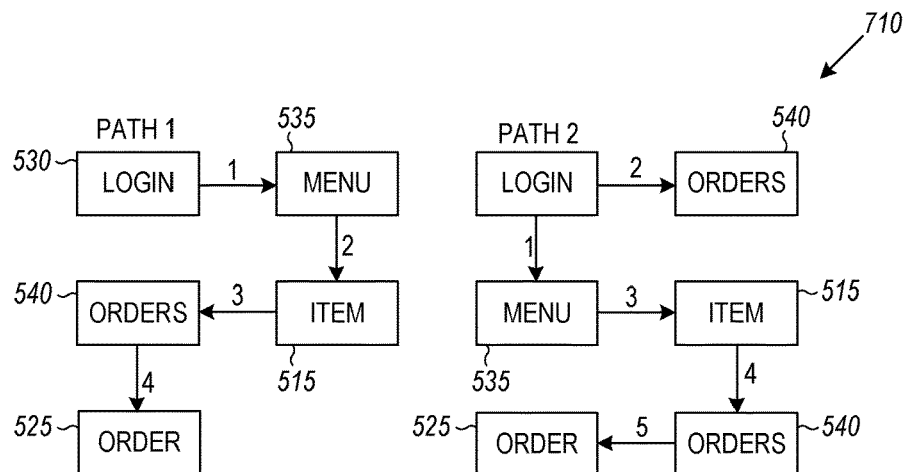 710
PATH 1
535
PATH 2
540
530
LOGIN
1
MENU
LOGIN
2
ORDERS
2
1
540
ORDERS
3
ITEM
MENU
3
ITEM
515
4
515
535
4
525
ORDER
525
ORDER
5
ORDERS
540